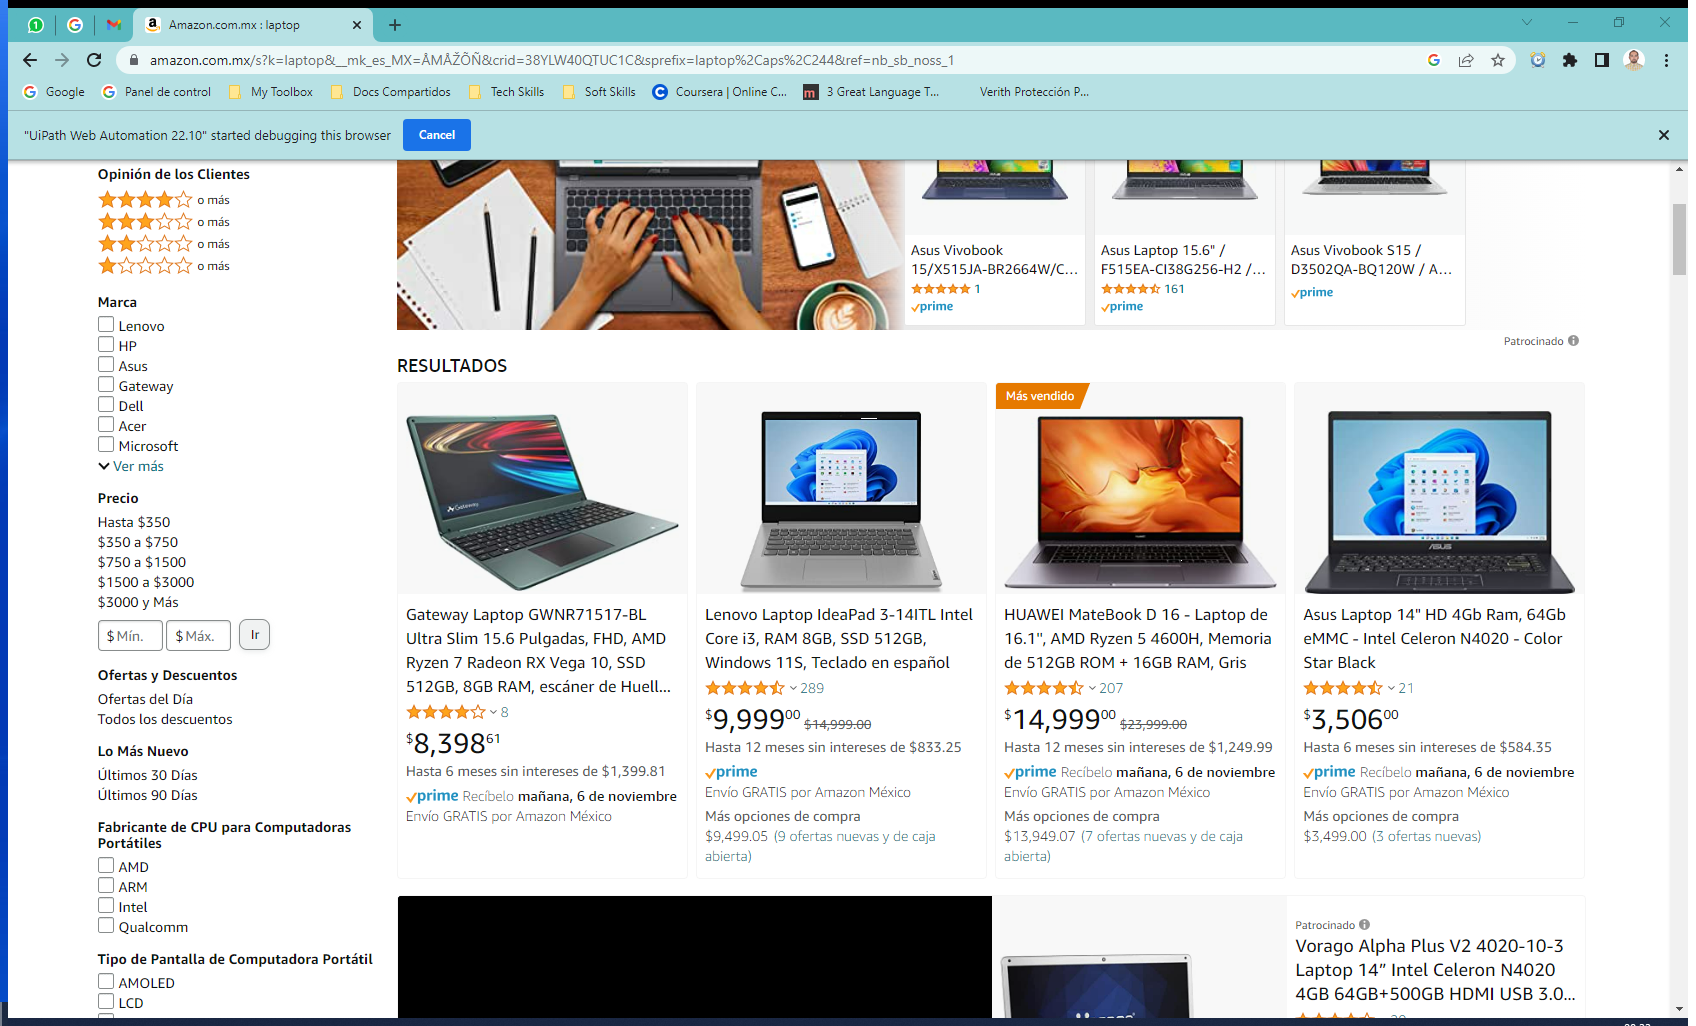 Amazon.com.mx : laptop
amazon.com.mx/s?k=laptop&__mk_es_MX=ÅMÅŽÕÑ&crid=38YLW40QTUC1C&sprefix=laptop%2Caps%2C244&ref=nb_sb_noss_1
Google
Panel de control
My Toolbox
Docs Compartidos
Tech Skills
Soft Skills
Coursera | Online C...
3 Great Language T...
Verith Protección P...
"UiPath Web Automation 22.10" started debugging this browser
Cancel
Opinión de los Clientes
o más
o más
o más
o más
Marca
Lenovo
HP
Asus
Gateway
Dell
Acer
Microsoft
Ver más
Precio
Hasta $350
$350 a $750
$750 a $1500
$1500 a $3000
$3000 y Más
$ Mín.
$ Máx.
Ir
Ofertas y Descuentos
Ofertas del Día
Todos los descuentos
Lo Más Nuevo
Últimos 30 Días
Últimos 90 Días
Fabricante de CPU para Computadoras
Portátiles
AMD
ARM
Intel
Qualcomm
Tipo de Pantalla de Computadora Portátil
AMOLED
LCD
Asus Vivobook
15/X515JA-BR2664W/C...
1
prime
Asus Laptop 15.6" /
F515EA-CI38G256-H2 /...
161
prime
Asus Vivobook S15 /
D3502QA-BQ120W / A...
prime
Patrocinado
RESULTADOS
Gateway
Gateway Laptop GWNR71517-BL
Ultra Slim 15.6 Pulgadas, FHD, AMD
Ryzen 7 Radeon RX Vega 10, SSD
512GB, 8GB RAM, escáner de Huell...
8
$8,398 61
Hasta 6 meses sin intereses de $1,399.81
prime Recíbelo mañana, 6 de noviembre
Envío GRATIS por Amazon México
Lenovo Laptop IdeaPad 3-14ITL Intel
Core i3, RAM 8GB, SSD 512GB,
Windows 11S, Teclado en español
289
$9,999 00 $14,999.00
Hasta 12 meses sin intereses de $833.25
prime
Envío GRATIS por Amazon México
Más opciones de compra
$9,499.05 (9 ofertas nuevas y de caja
abierta)
Más vendido
HUAWEI MateBook D 16 - Laptop de
16.1", AMD Ryzen 5 4600H, Memoria
de 512GB ROM + 16GB RAM, Gris
207
$14,999 00 $23,999.00
Hasta 12 meses sin intereses de $1,249.99
prime Recíbelo mañana, 6 de noviembre
Envío GRATIS por Amazon México
Más opciones de compra
$13,949.07 (7 ofertas nuevas y de caja
abierta)
ASUS
Asus Laptop 14" HD 4Gb Ram, 64Gb
eMMC - Intel Celeron N4020 - Color
Star Black
21
$3,506 00
Hasta 6 meses sin intereses de $584.35
prime Recíbelo mañana, 6 de noviembre
Envío GRATIS por Amazon México
Más opciones de compra
$3,499.00 (3 ofertas nuevas)
Patrocinado
Vorago Alpha Plus V2 4020-10-3
Laptop 14” Intel Celeron N4020
4GB 64GB+500GB HDMI USB 3.0...